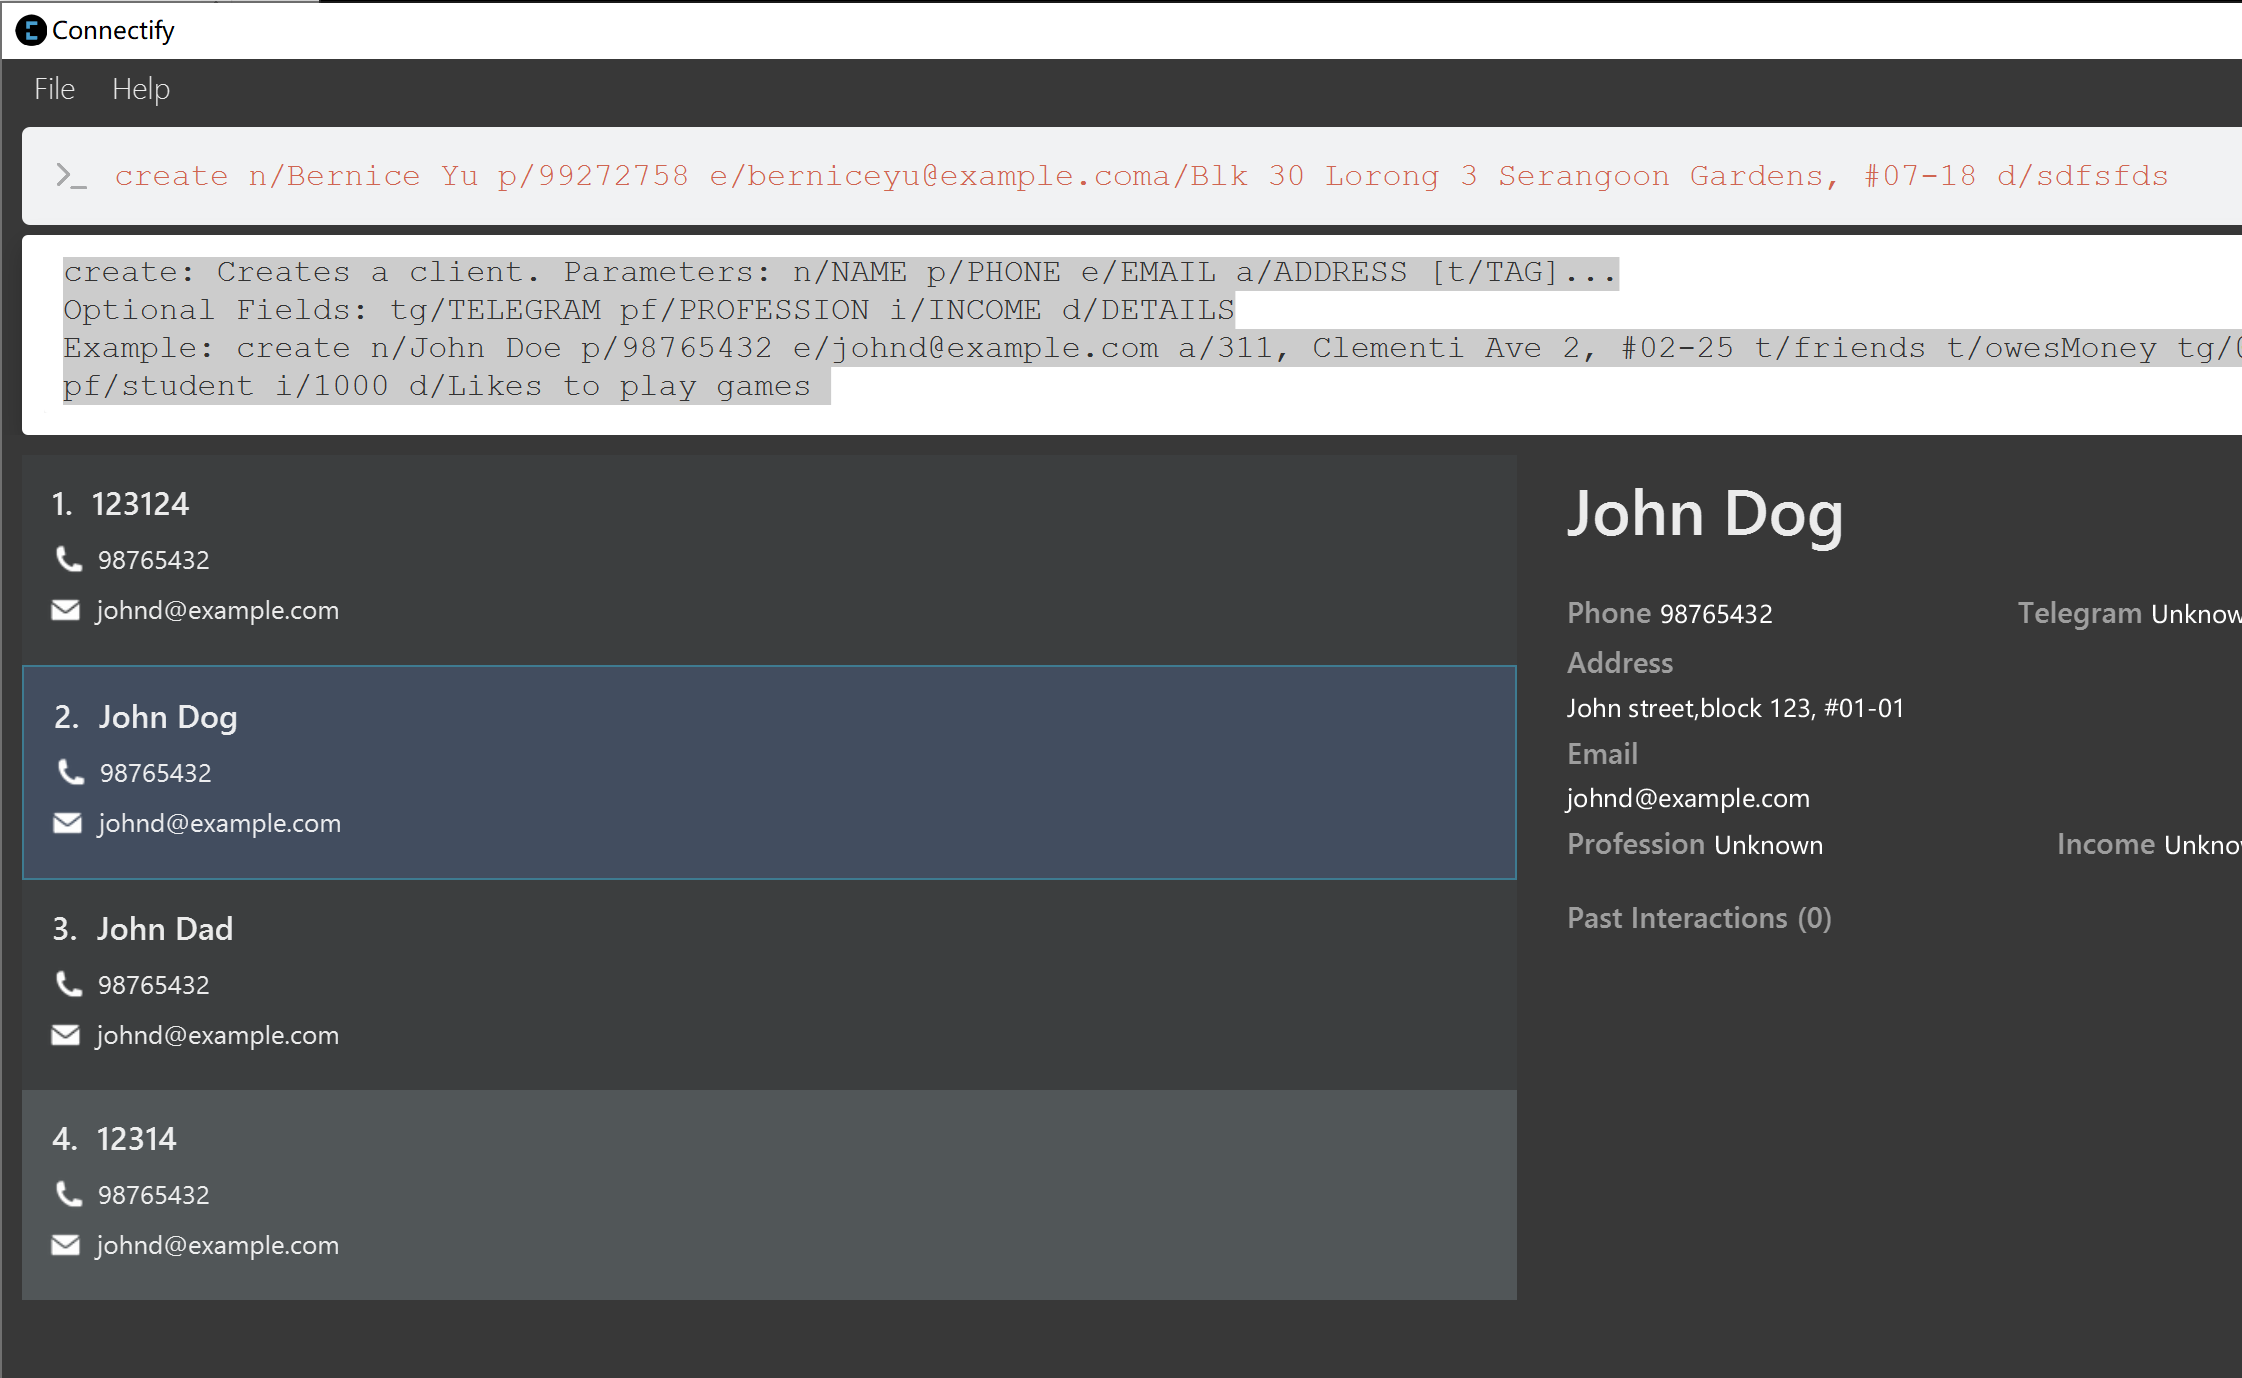 Connectify
File Help
create n/Bernice Yu p/99272758 e/berniceyu@example.coma/Blk 30 Lorong 3 Serangoon Gardens, #07-18 d/sdfsfds
create: Creates a client. Parameters: n/NAME p/PHONE e/EMAIL a/ADDRESS [t/TAG]...
Optional Fields: tg/TELEGRAM pf/PROFESSION i/INCOME d/DETAILS
Example: create n/John Doe p/98765432 e/johnd@example.com a/311, Clementi Ave 2, #02-25 t/friends t/owesMoney tg/
pf/student i/1000 d/Likes to play games
1. 123124
98765432
johnd@example.com
2. John Dog
98765432
johnd@example.com
3. John Dad
98765432
johnd@example.com
4. 12314
98765432
johnd@example.com
John Dog
Phone 98765432 Telegram Unknow
Address
John street,block 123, #01-01
Email
johnd@example.com
Profession Unknown Income Unkno
Past Interactions (0)